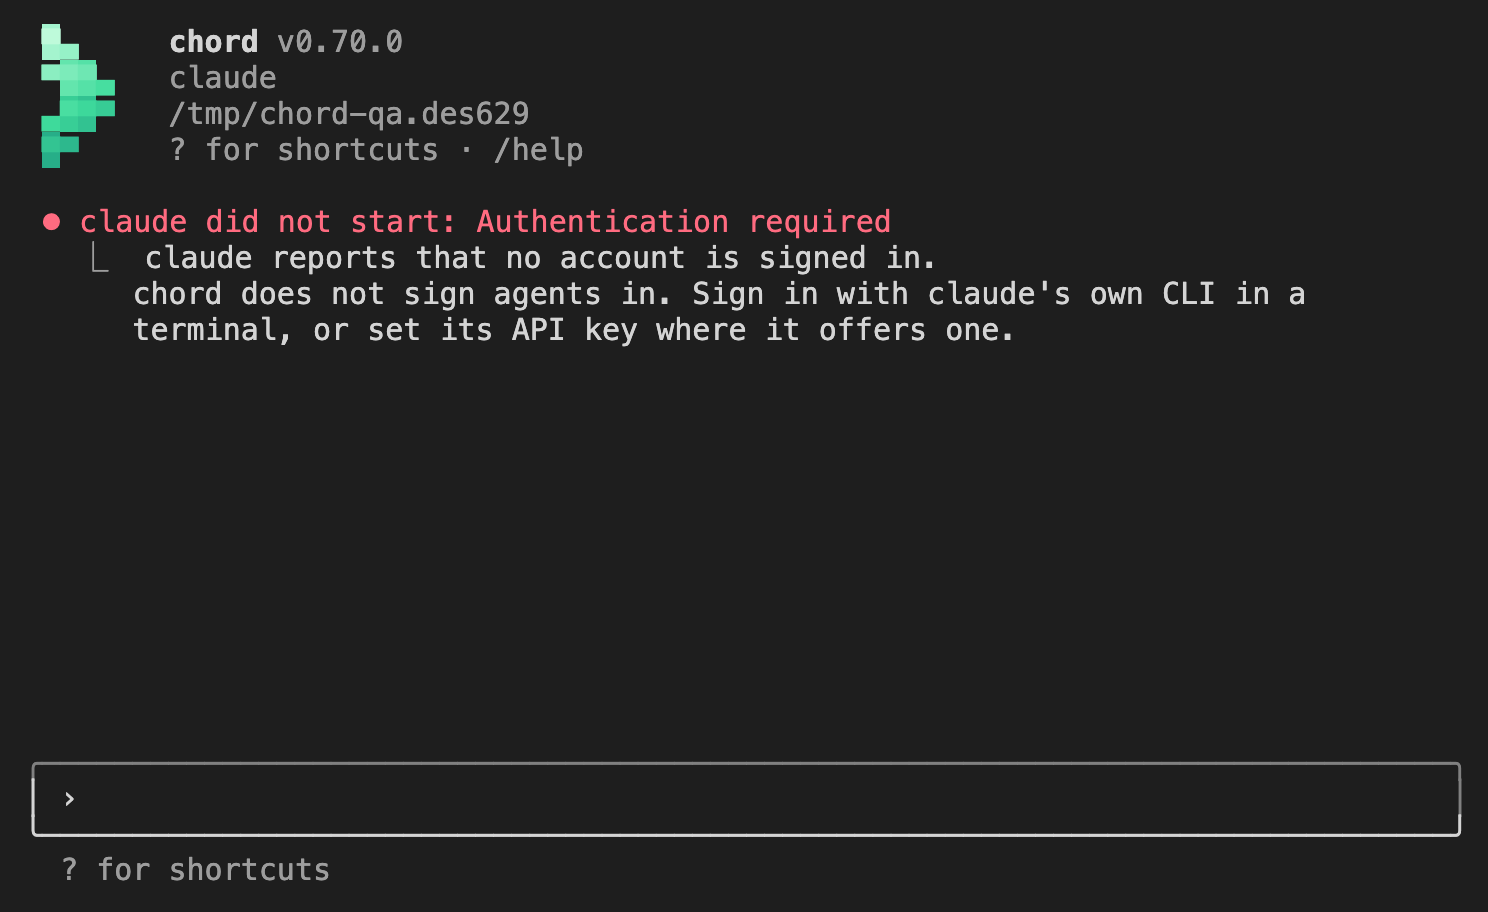 chord v0.70.0
claude
/tmp/chord-qa.des629
? for shortcuts · /help
● claude did not start: Authentication required
⎿ claude reports that no account is signed in.
chord does not sign agents in. Sign in with claude's own CLI in a
terminal, or set its API key where it offers one.
›
? for shortcuts